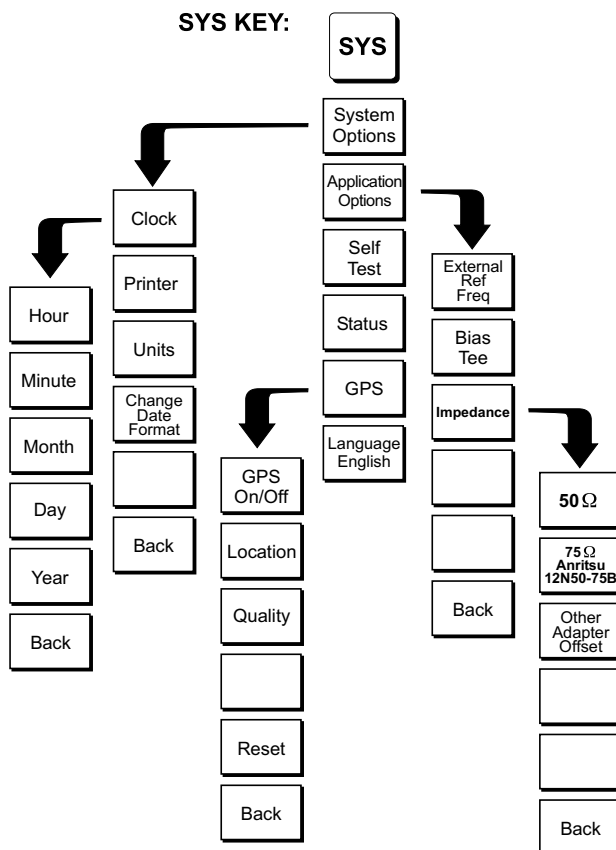 SYS KEY:
SYS
System
Options
Application
Options
Self
Test
Status
GPS
Language
English
Clock
Printer
Units
Change
Date
Format
Back
Hour
Minute
Month
Day
Year
Back
GPS
On/Off
Location
Quality
Reset
Back
External
Ref
Freq
Bias
Tee
Impedance
Back
50 Ω
75 Ω
Anritsu
12N50-75B
Other
Adapter
Offset
Back